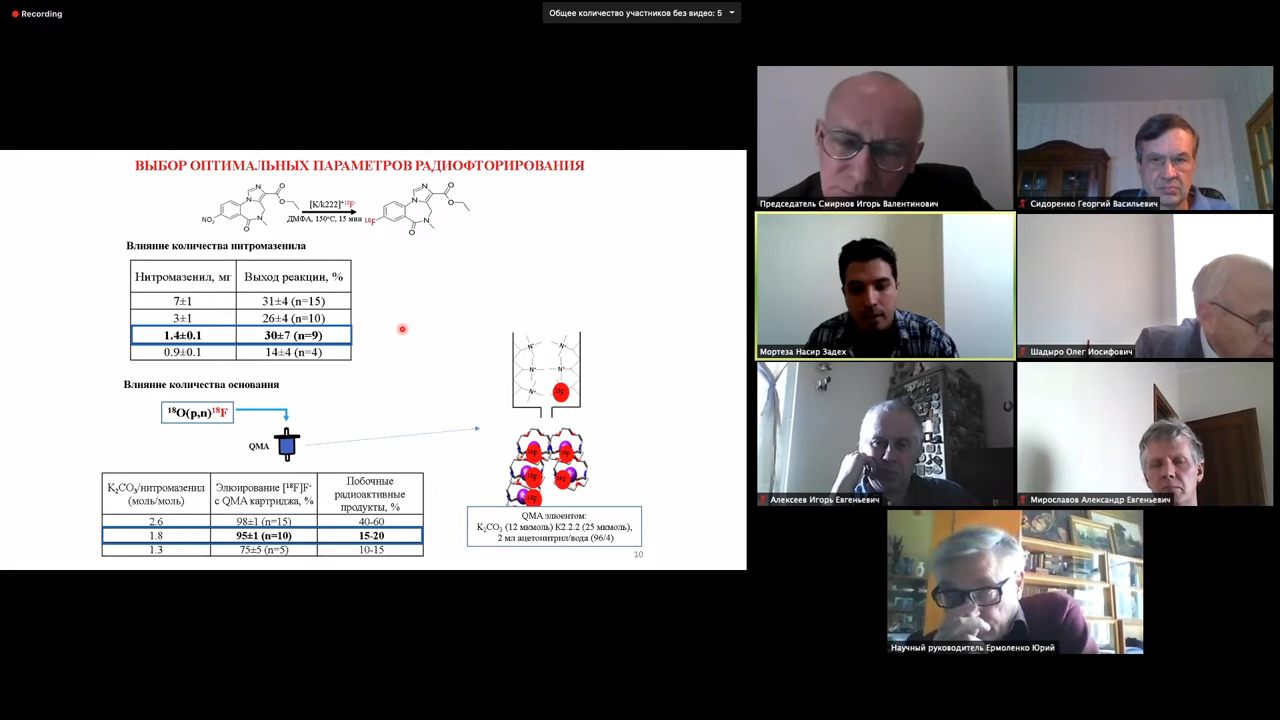 Recording
Общее количество участников без видео: 5
ВЫБОР ОПТИМАЛЬНЫХ ПАРАМЕТРОВ РАДИОФТОРИРОВАНИЯ
[K/k222]⁺¹⁸F⁻
ДМФА, 150°C, 15 мин
NO₂
¹⁸F
Влияние количества нитромазенила
Нитромазенил, мг Выход реакции, %
7±1 31±4 (n=15)
3±1 26±4 (n=10)
1.4±0.1 30±7 (n=9)
0.9±0.1 14±4 (n=4)
Влияние количества основания
¹⁸O(p,n)¹⁸F
QMA
K₂CO₃/нитромазенил (моль/моль)
Элюирование [¹⁸F]F⁻ с QMA картриджа, %
Побочные радиоактивные продукты, %
2.6 98±1 (n=15) 40-60
1.8 95±1 (n=10) 15-20
1.3 75±5 (n=5) 10-15
QMA элюентом:
K₂CO₃ (12 мкмоль) К2.2.2 (25 мкмоль),
2 мл ацетонитрил/вода (96/4)
10
Председатель Смирнов Игорь Валентинович
Сидоренко Георгий Васильевич
Мортеза Насир Задех
Шадыро Олег Иосифович
Алексеев Игорь Евгеньевич
Мирославов Александр Евгеньевич
Научный руководитель Ермоленко Юрий